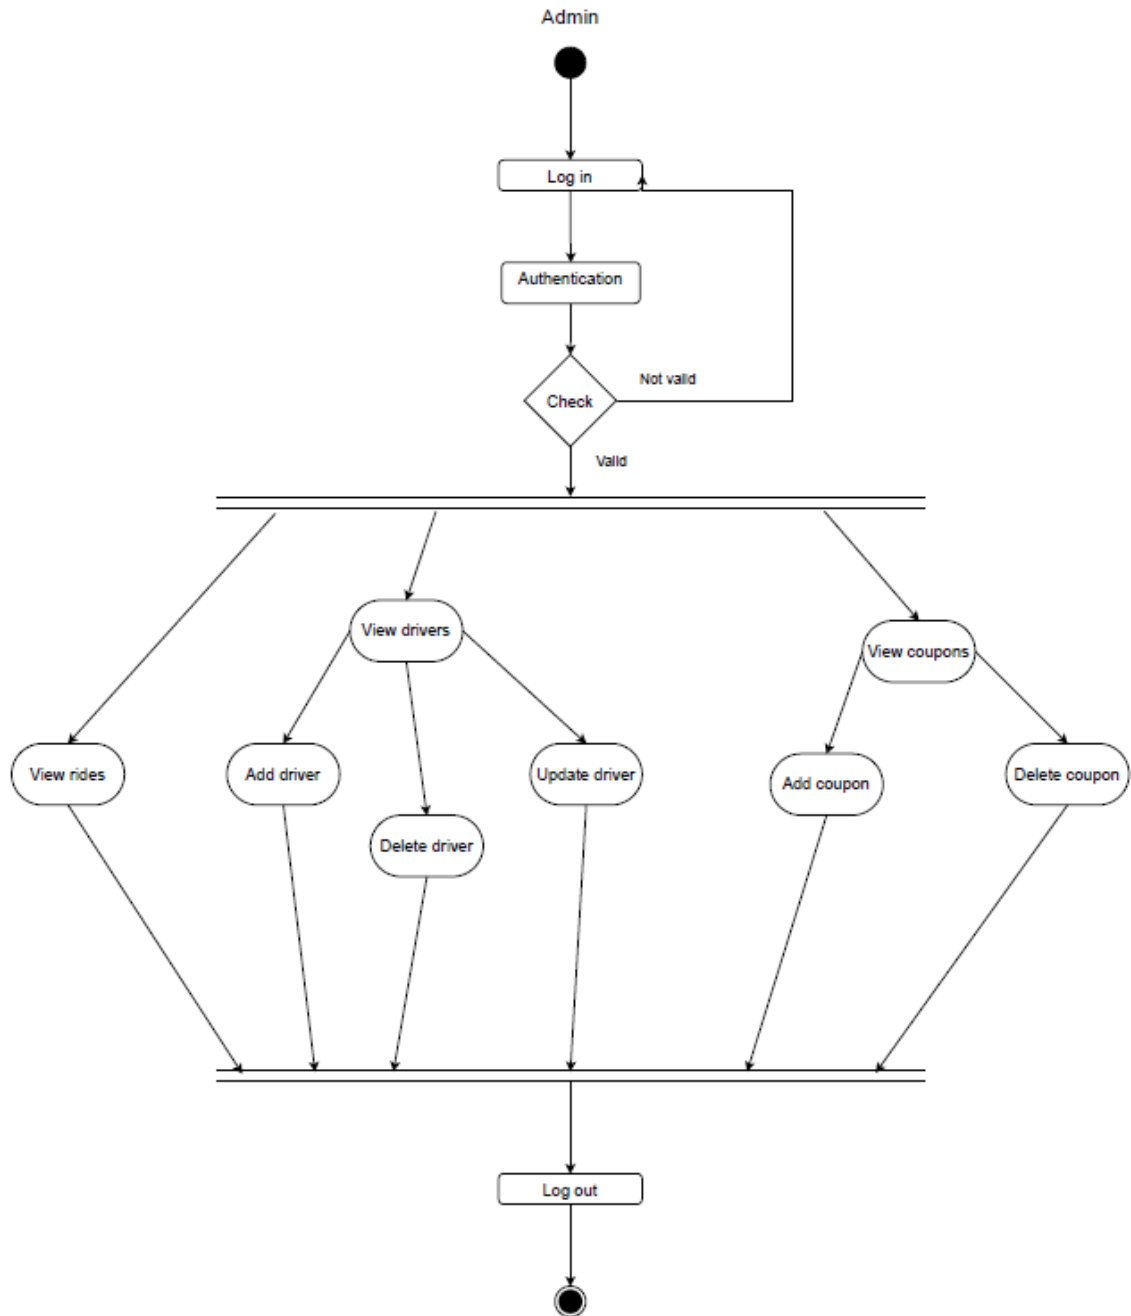 Admin
Log in
Authentication
Not valid
Check
Valid
View drivers
View coupons
View rides
Add driver
Update driver
Add coupon
Delete coupon
Delete driver
Log out